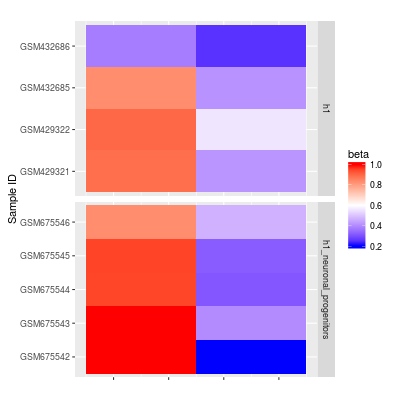 GSM432686
GSM432685
GSM429322
GSM429321
h1
GSM675546
GSM675545
GSM675544
GSM675543
GSM675542
h1_neuronal_progenitors
Sample ID
beta
1.0
0.8
0.6
0.4
0.2